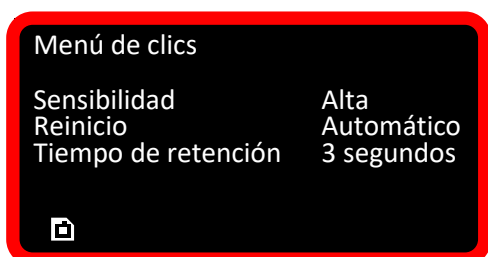 Menú de clics
Sensibilidad Alta
Reinicio Automático
Tiempo de retención 3 segundos